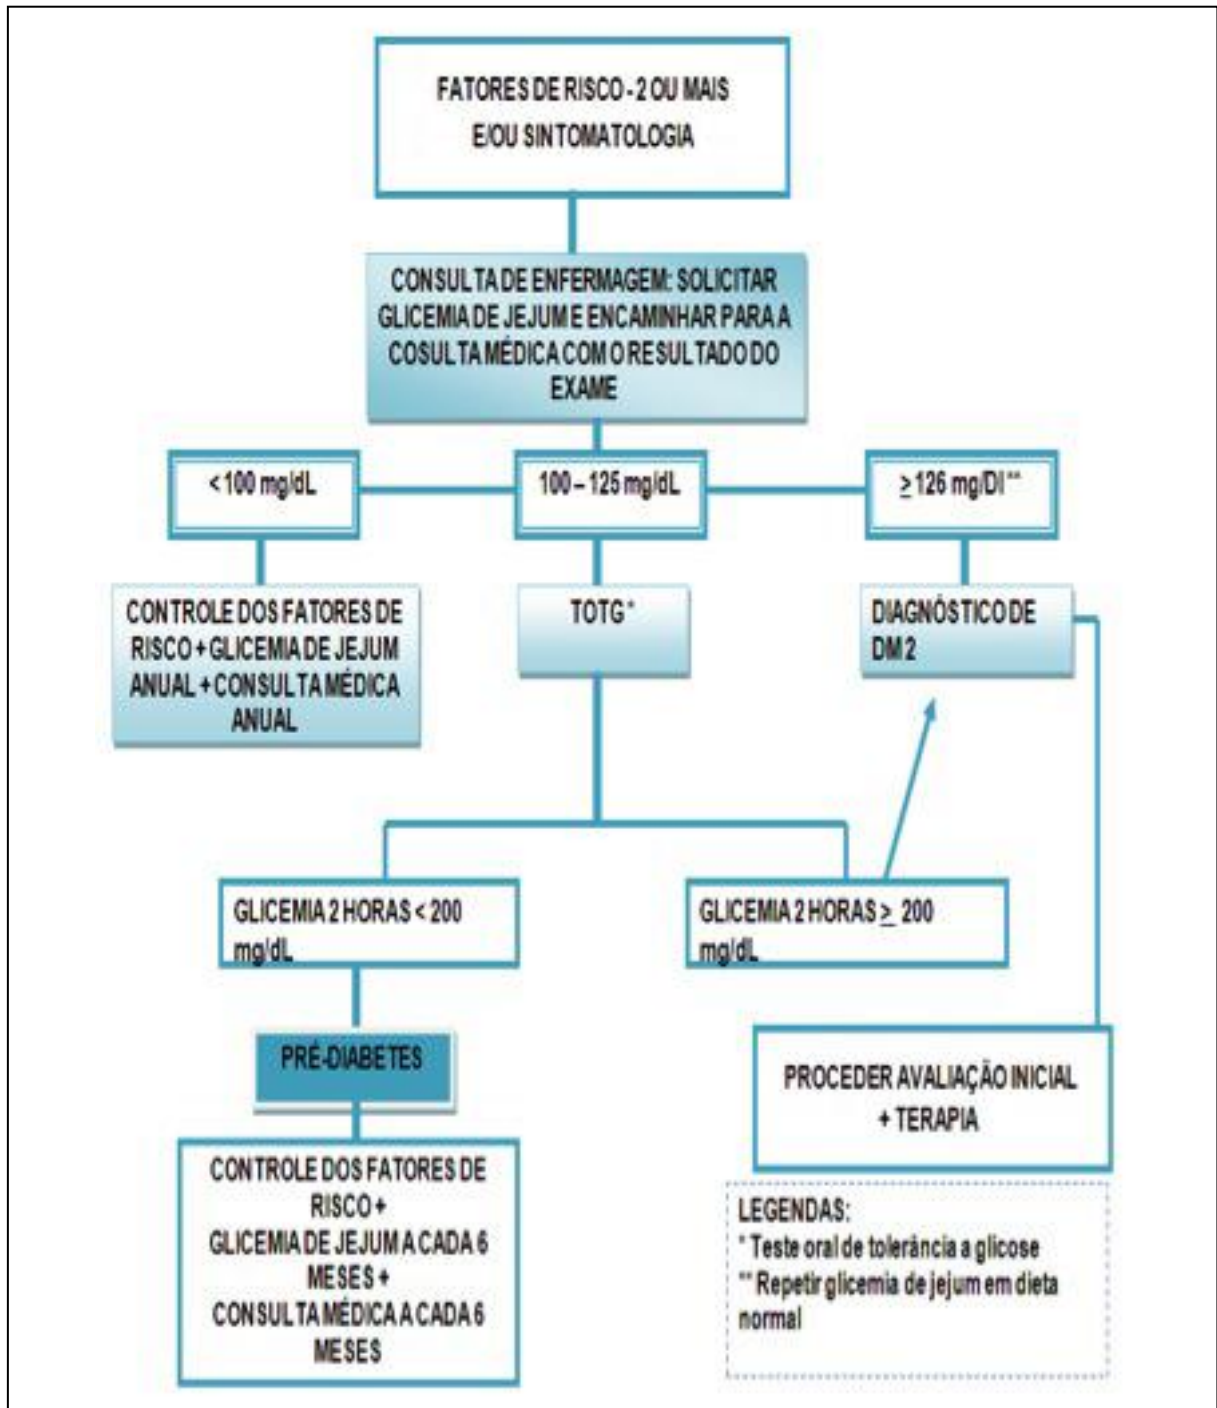 FATORES DE RISCO - 2 OU MAIS
E/OU SINTOMATOLOGIA
CONSULTA DE ENFERMAGEM: SOLICITAR
GLICEMIA DE JEJUM E ENCAMINHAR PARA A
COSULTA MÉDICA COM O RESULTADO DO
EXAME
< 100 mg/dL
100 – 125 mg/dL
≥ 126 mg/Dl **
CONTROLE DOS FATORES DE
RISCO + GLICEMIA DE JEJUM
ANUAL + CONSULTA MÉDICA
ANUAL
TOTG *
DIAGNÓSTICO DE
DM 2
GLICEMIA 2 HORAS < 200
mg/dL
GLICEMIA 2 HORAS ≥ 200
mg/dL
PRÉ-DIABETES
CONTROLE DOS FATORES DE
RISCO +
GLICEMIA DE JEJUM A CADA 6
MESES +
CONSULTA MÉDICA A CADA 6
MESES
PROCEDER AVALIAÇÃO INICIAL
+ TERAPIA
LEGENDAS:
* Teste oral de tolerância a glicose
** Repetir glicemia de jejum em dieta
normal